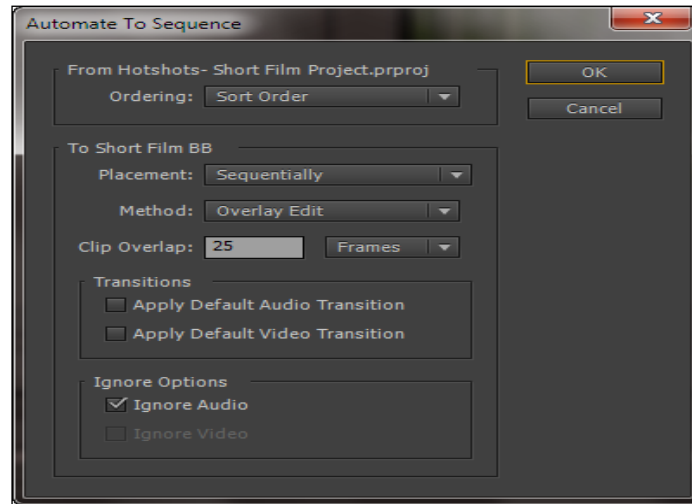 Automate To Sequence
From Hotshots- Short Film Project.prproj
Ordering: Sort Order
OK
Cancel
To Short Film BB
Placement: Sequentially
Method: Overlay Edit
Clip Overlap: 25 Frames
Transitions
Apply Default Audio Transition
Apply Default Video Transition
Ignore Options
Ignore Audio
Ignore Video